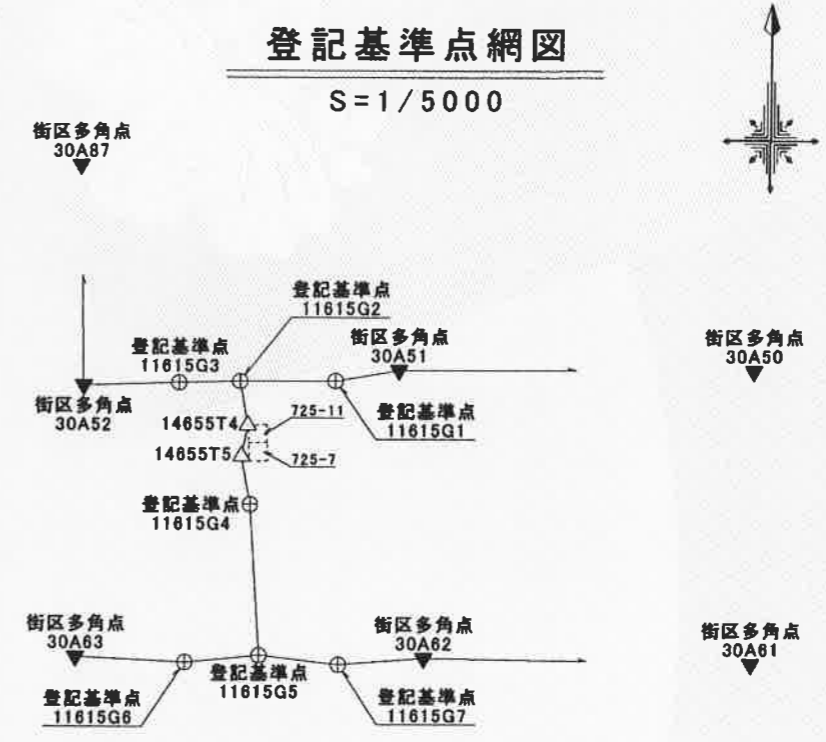 登記基準点網図
S=1/5000
街区多角点
30A87
登記基準点
11615G2
街区多角点
30A51
街区多角点
30A50
登記基準点
11615G3
街区多角点
30A52
14655T4
725-11
登記基準点
11615G1
14655T5
725-7
登記基準点
11615G4
街区多角点
30A63
街区多角点
30A62
街区多角点
30A61
登記基準点
11615G5
登記基準点
11615G6
登記基準点
11615G7